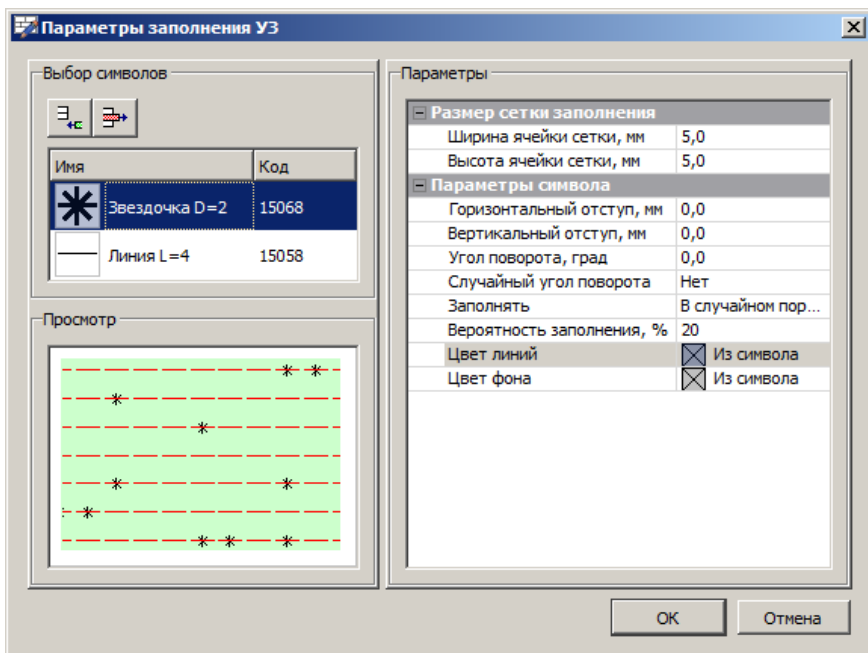 Параметры заполнения УЗ
Выбор символов
Имя Код
Звездочка D=2 15068
Линия L=4 15058
Просмотр
Параметры
Размер сетки заполнения
Ширина ячейки сетки, мм 5,0
Высота ячейки сетки, мм 5,0
Параметры символа
Горизонтальный отступ, мм 0,0
Вертикальный отступ, мм 0,0
Угол поворота, град 0,0
Случайный угол поворота Нет
Заполнять В случайном пор...
Вероятность заполнения, % 20
Цвет линий Из символа
Цвет фона Из символа
ОК Отмена